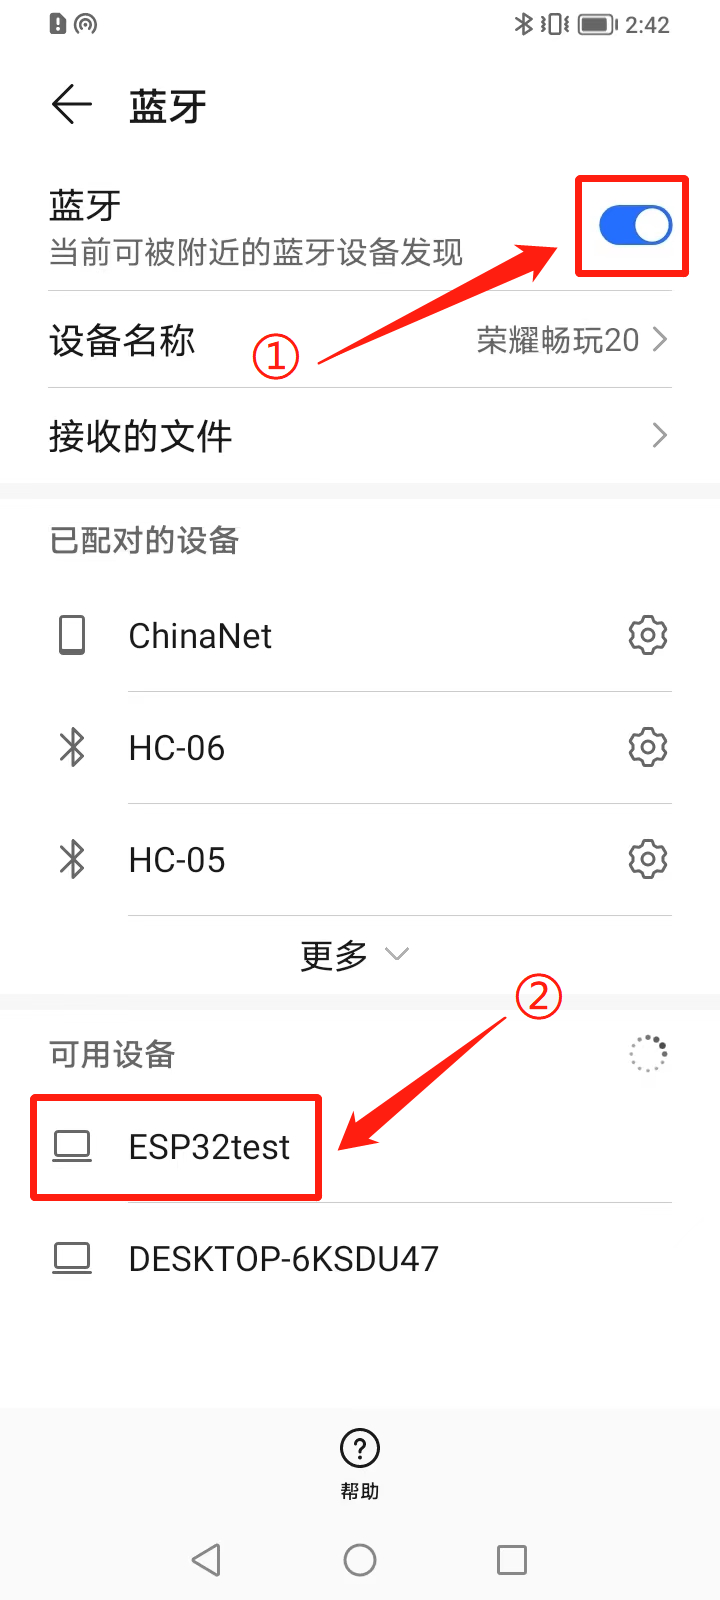 2:42
蓝牙
蓝牙
当前可被附近的蓝牙设备发现
①
设备名称 荣耀畅玩20
接收的文件
已配对的设备
ChinaNet
HC-06
HC-05
更多
②
可用设备
ESP32test
DESKTOP-6KSDU47
帮助